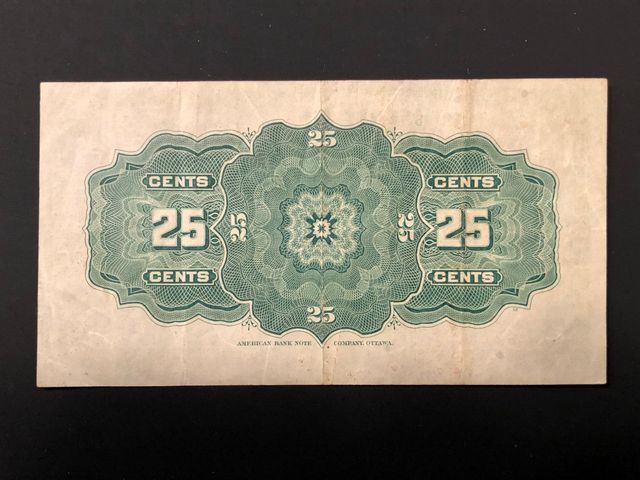 25
CENTS CENTS
25 25 25 25
CENTS CENTS
25
AMERICAN BANK NOTE COMPANY, OTTAWA.